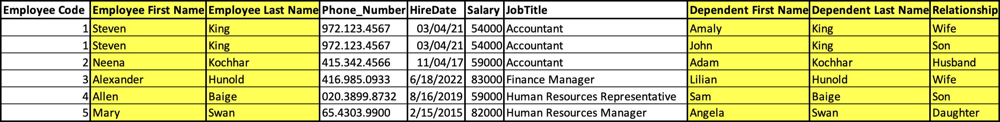 Employee Code Employee First Name Employee Last Name Phone_Number HireDate Salary JobTitle Dependent First Name Dependent Last Name Relationship
1 Steven King 972.123.4567 03/04/21 54000 Accountant Amaly King Wife
1 Steven King 972.123.4567 03/04/21 54000 Accountant John King Son
2 Neena Kochhar 415.342.4566 11/04/17 59000 Accountant Adam Kochhar Husband
3 Alexander Hunold 416.985.0933 6/18/2022 83000 Finance Manager Lilian Hunold Wife
4 Allen Baige 020.3899.8732 8/16/2019 59000 Human Resources Representative Sam Baige Son
5 Mary Swan 65.4303.9900 2/15/2015 82000 Human Resources Manager Angela Swan Daughter